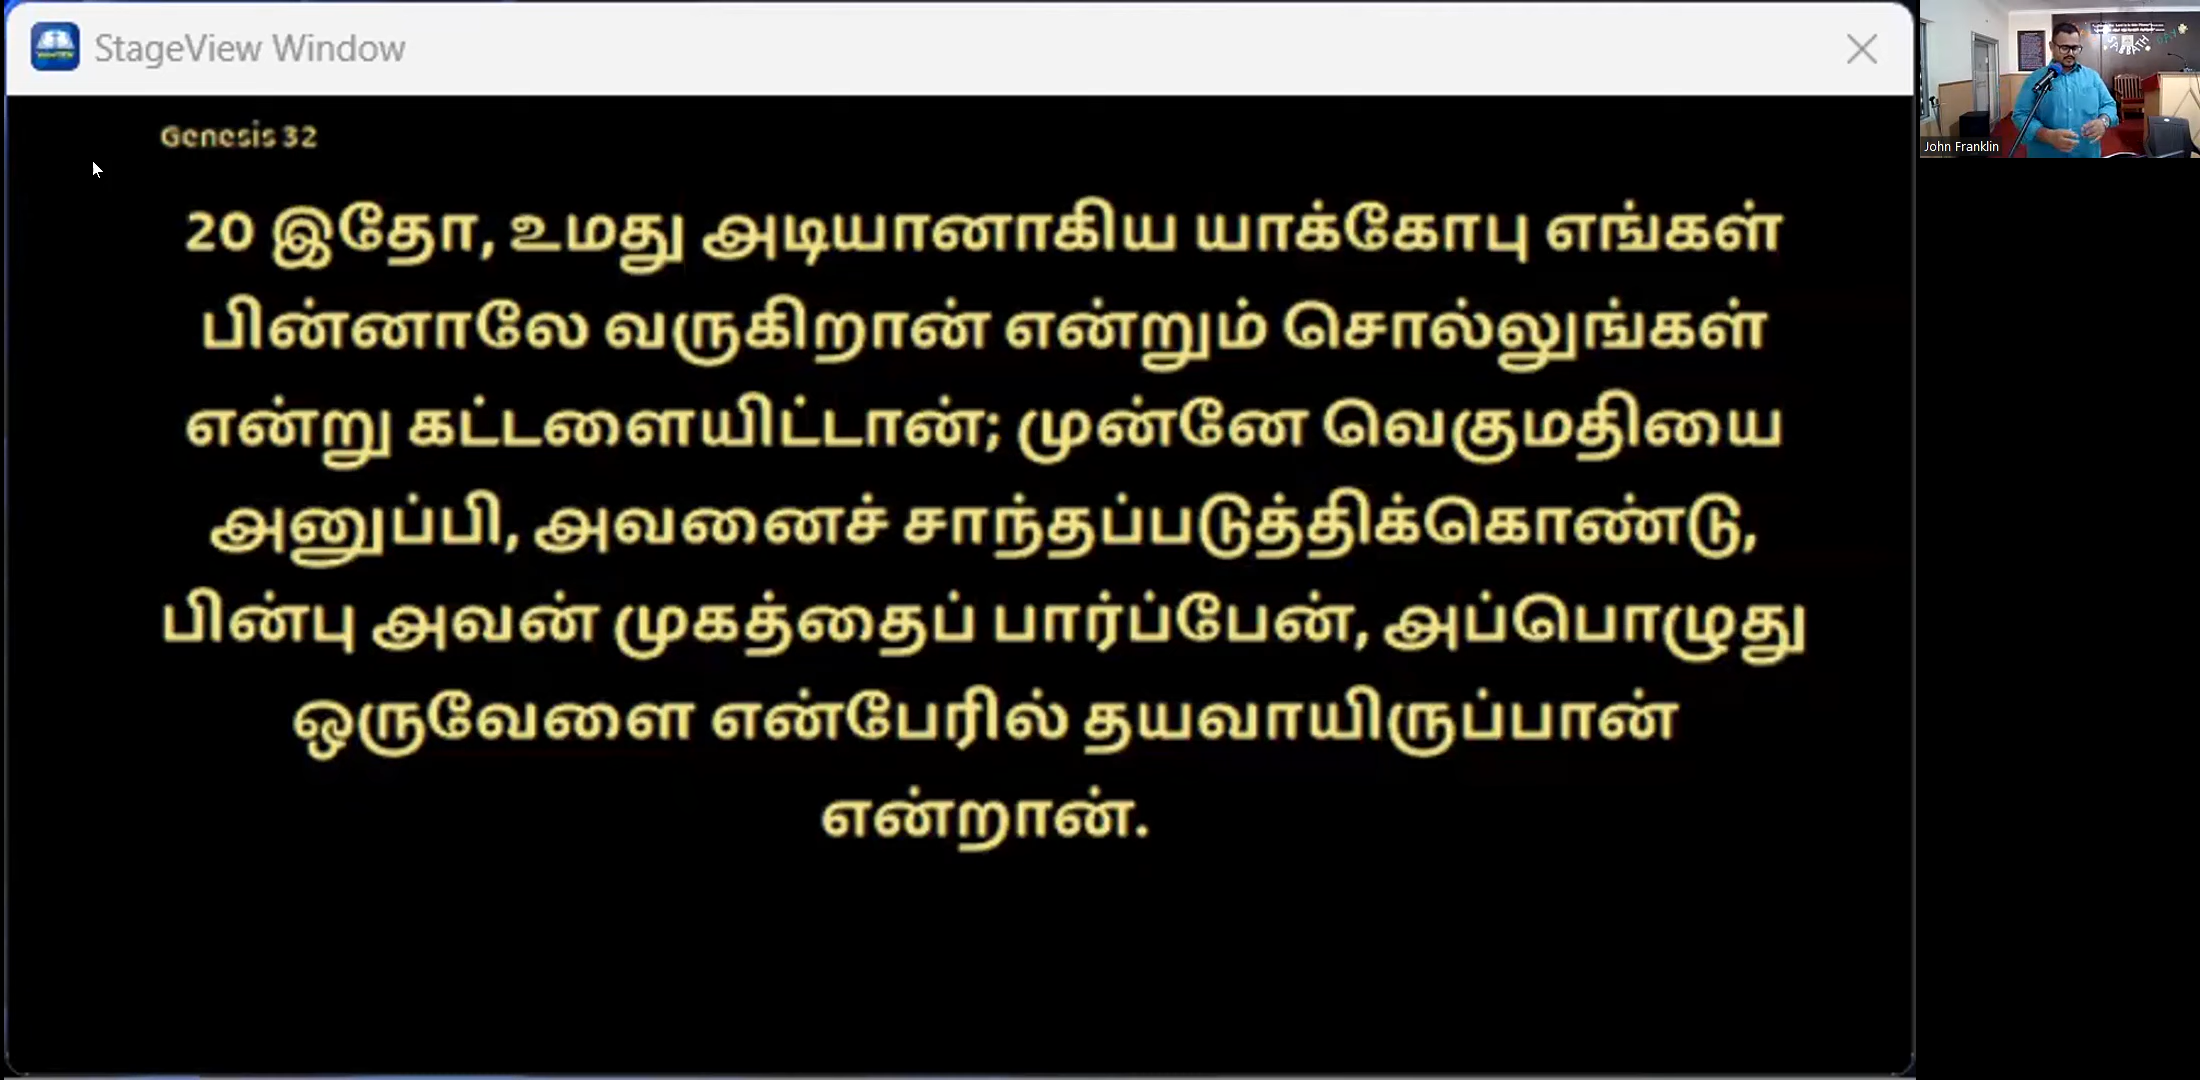 StageView Window
Genesis 32
20 இதோ, உமது அடியானாகிய யாக்கோபு எங்கள்
பின்னாலே வருகிறான் என்றும் சொல்லுங்கள்
என்று கட்டளையிட்டான்; முன்னே வெகுமதியை
அனுப்பி, அவனைச் சாந்தப்படுத்திக்கொண்டு,
பின்பு அவன் முகத்தைப் பார்ப்பேன், அப்பொழுது
ஒருவேளை என்பேரில் தயவாயிருப்பான்
என்றான்.
SABBATH
John Franklin